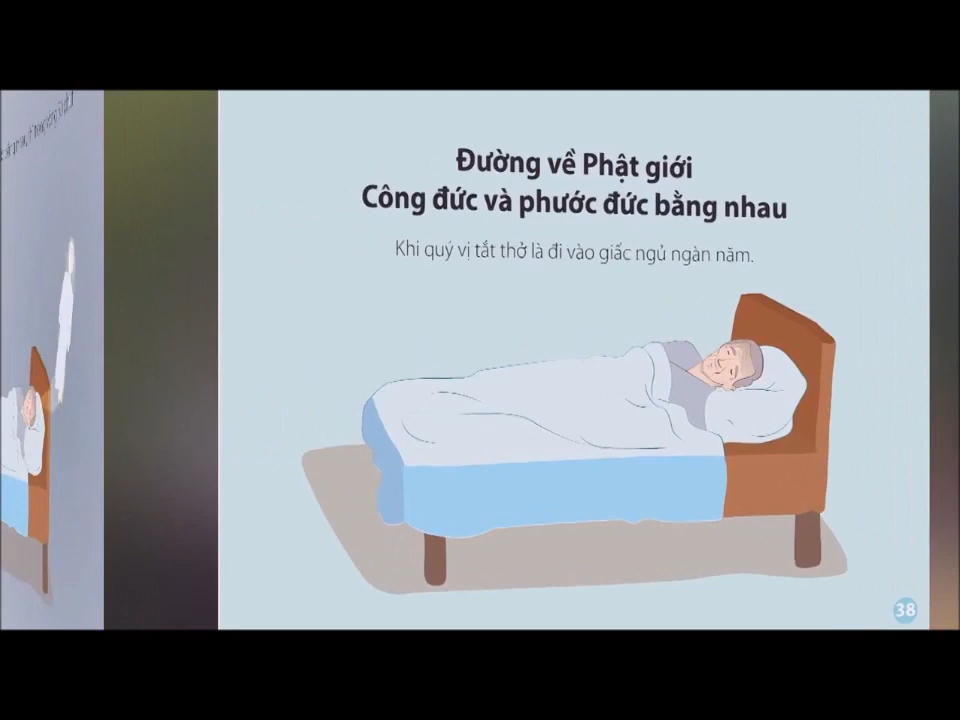 Đường về Phật giới
Công đức và phước đức bằng nhau
Khi quý vị tắt thở là đi vào giấc ngủ ngàn năm.
38